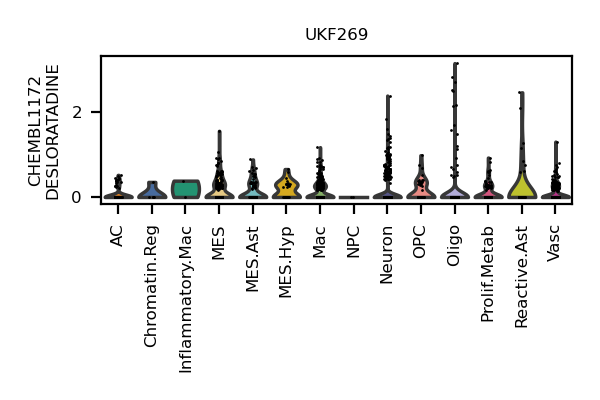 UKF269
CHEMBL1172
DESLORATADINE
2
0
AC
Chromatin.Reg
Inflammatory.Mac
MES
MES.Ast
MES.Hyp
Mac
NPC
Neuron
OPC
Oligo
Prolif.Metab
Reactive.Ast
Vasc